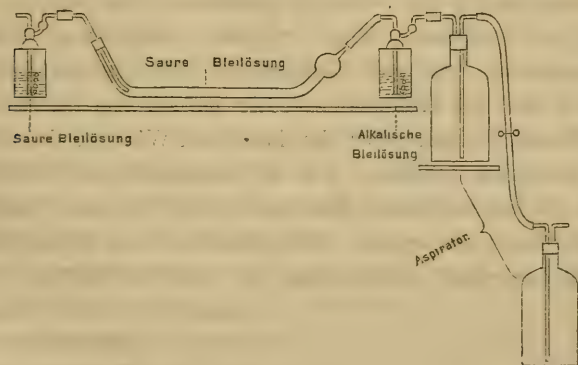 Saure Bleilösung
Saure Bleilösung
Alkalische
Bleilösung
Aspirator.